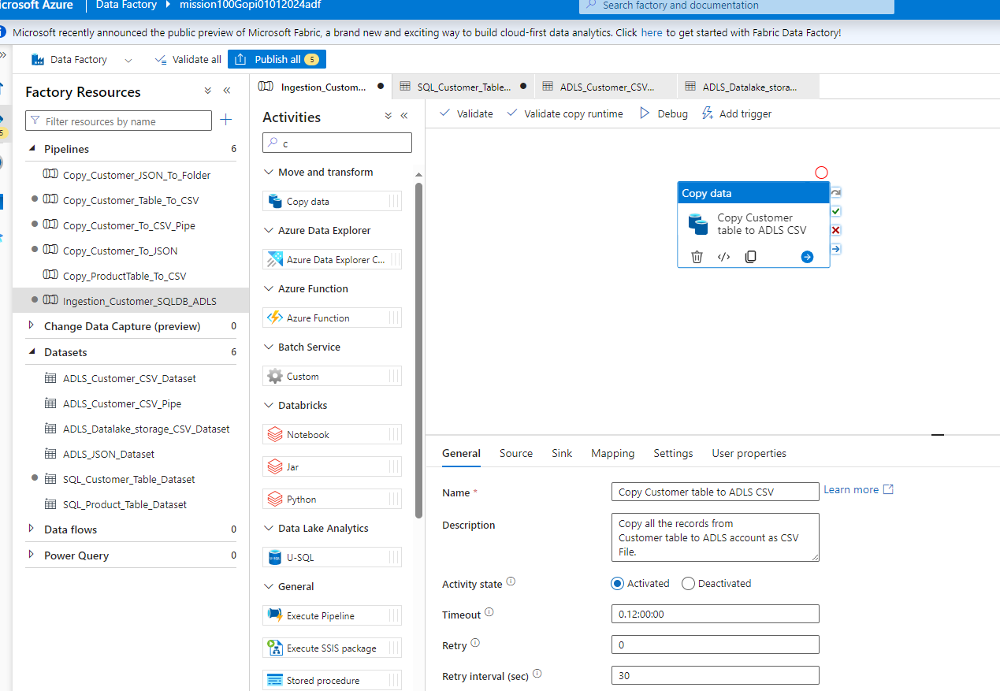 Microsoft Azure
Data Factory
mission100Gopi01012024adf
Search factory and documentation
Microsoft recently announced the public preview of Microsoft Fabric, a brand new and exciting way to build cloud-first data analytics. Click here to get started with Fabric Data Factory!
Data Factory
Validate all
Publish all 5
Factory Resources
Filter resources by name
Pipelines 6
Copy_Customer_JSON_To_Folder
Copy_Customer_Table_To_CSV
Copy_Customer_To_CSV_Pipe
Copy_Customer_To_JSON
Copy_ProductTable_To_CSV
Ingestion_Customer_SQLDB_ADLS
Change Data Capture (preview) 0
Datasets 6
ADLS_Customer_CSV_Dataset
ADLS_Customer_CSV_Pipe
ADLS_Datalake_storage_CSV_Dataset
ADLS_JSON_Dataset
SQL_Customer_Table_Dataset
SQL_Product_Table_Dataset
Data flows 0
Power Query 0
Ingestion_Custom...
SQL_Customer_Table...
ADLS_Customer_CSV...
ADLS_Datalake_stora...
Activities
c
Move and transform
Copy data
Azure Data Explorer
Azure Data Explorer C...
Azure Function
Azure Function
Batch Service
Custom
Databricks
Notebook
Jar
Python
Data Lake Analytics
U-SQL
General
Execute Pipeline
Execute SSIS package
Stored procedure
Validate
Validate copy runtime
Debug
Add trigger
Copy data
Copy Customer
table to ADLS CSV
General
Source
Sink
Mapping
Settings
User properties
Name *
Copy Customer table to ADLS CSV
Learn more
Description
Copy all the records from
Customer table to ADLS account as CSV
File.
Activity state
Activated
Deactivated
Timeout
0.12:00:00
Retry
0
Retry interval (sec)
30